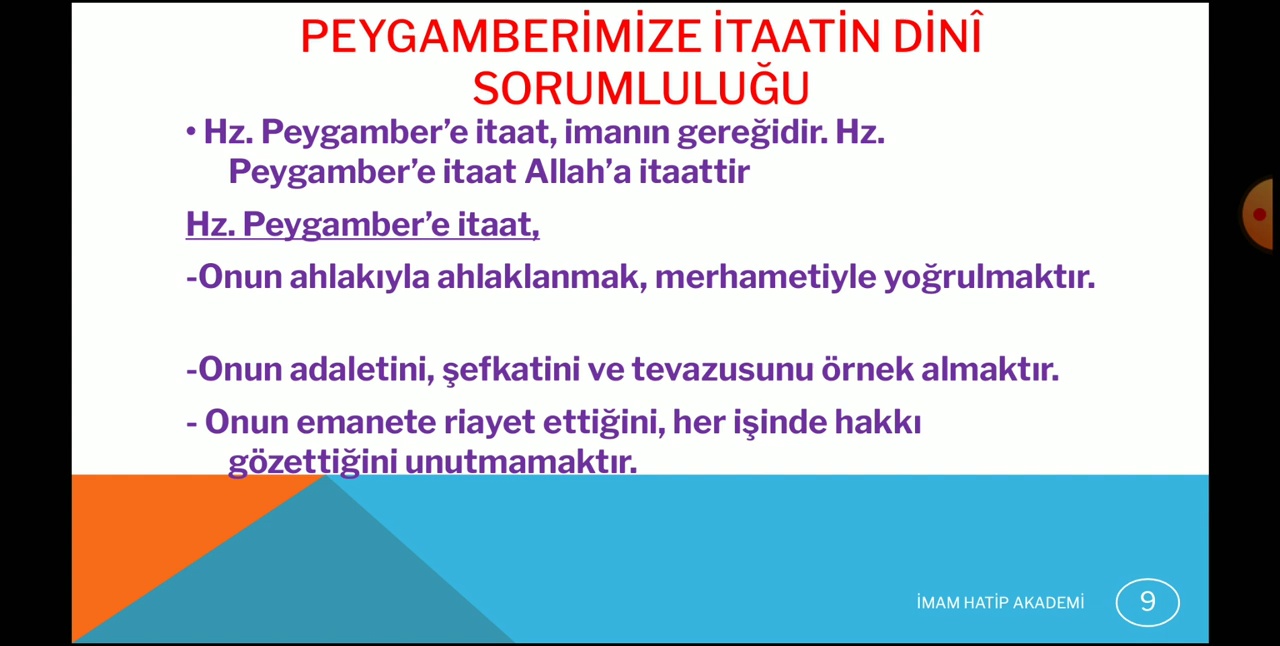 PEYGAMBERİMİZE İTAATİN DİNÎ
SORUMLULUĞU
• Hz. Peygamber’e itaat, imanın gereğidir. Hz.
Peygamber’e itaat Allah’a itaattir
Hz. Peygamber’e itaat,
-Onun ahlakıyla ahlaklanmak, merhametiyle yoğrulmaktır.
-Onun adaletini, şefkatini ve tevazusunu örnek almaktır.
- Onun emanete riayet ettiğini, her işinde hakkı
gözettiğini unutmamaktır.
İMAM HATİP AKADEMİ
9